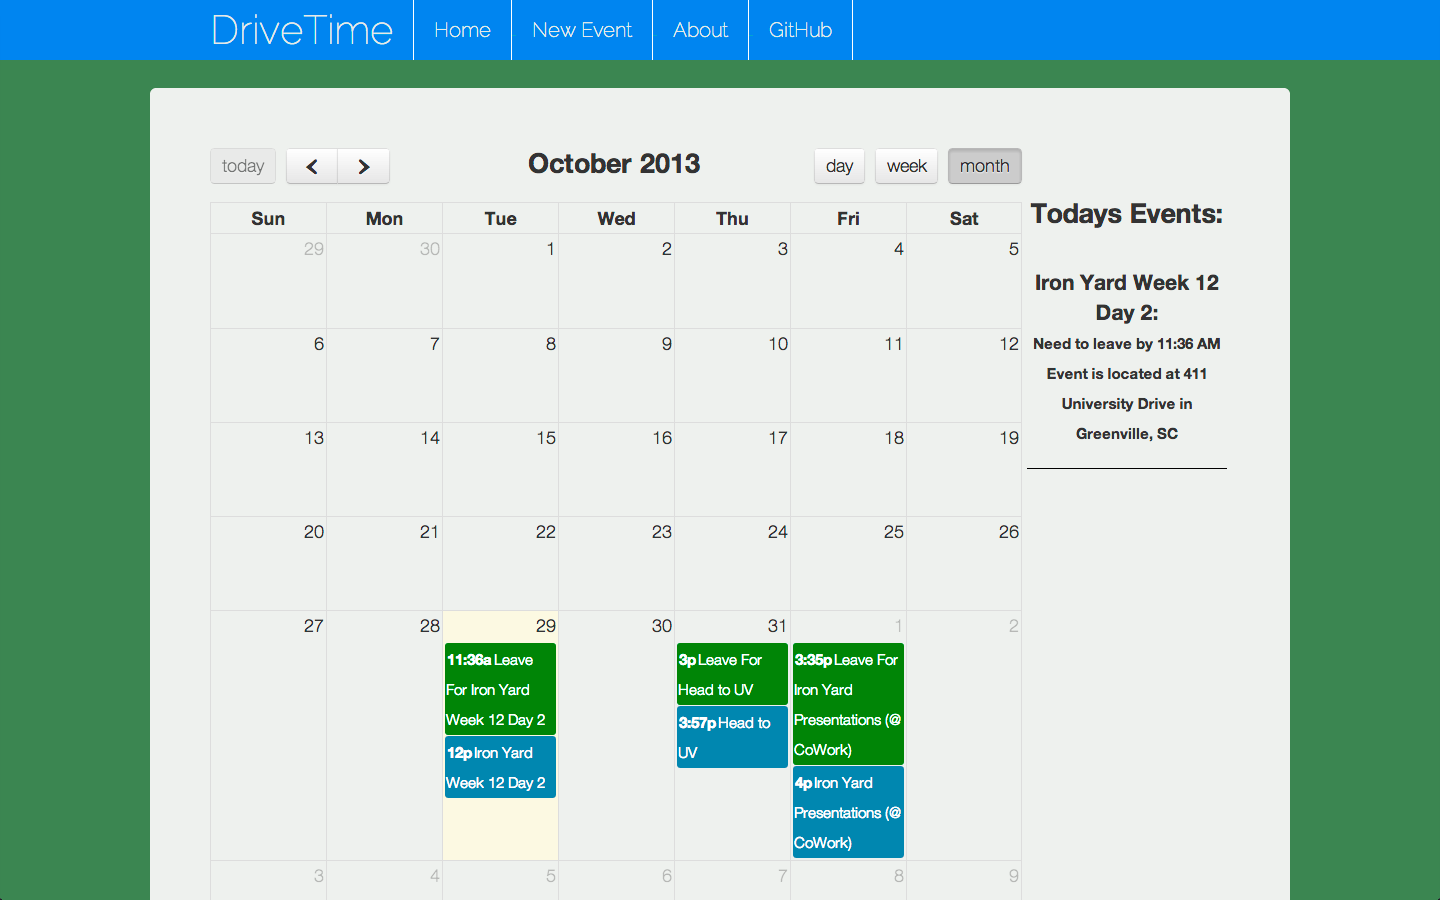 DriveTime Home New Event About GitHub
today October 2013 day week month
Sun Mon Tue Wed Thu Fri Sat
29 30 1 2 3 4 5
6 7 8 9 10 11 12
13 14 15 16 17 18 19
20 21 22 23 24 25 26
27 28 29 30 31 1 2
11:36a Leave
For Iron Yard
Week 12 Day 2
12p Iron Yard
Week 12 Day 2
3p Leave For
Head to UV
3:57p Head to
UV
3:35p Leave For
Iron Yard
Presentations (@
CoWork)
4p Iron Yard
Presentations (@
CoWork)
3 4 5 6 7 8 9
Todays Events:
Iron Yard Week 12
Day 2:
Need to leave by 11:36 AM
Event is located at 411
University Drive in
Greenville, SC